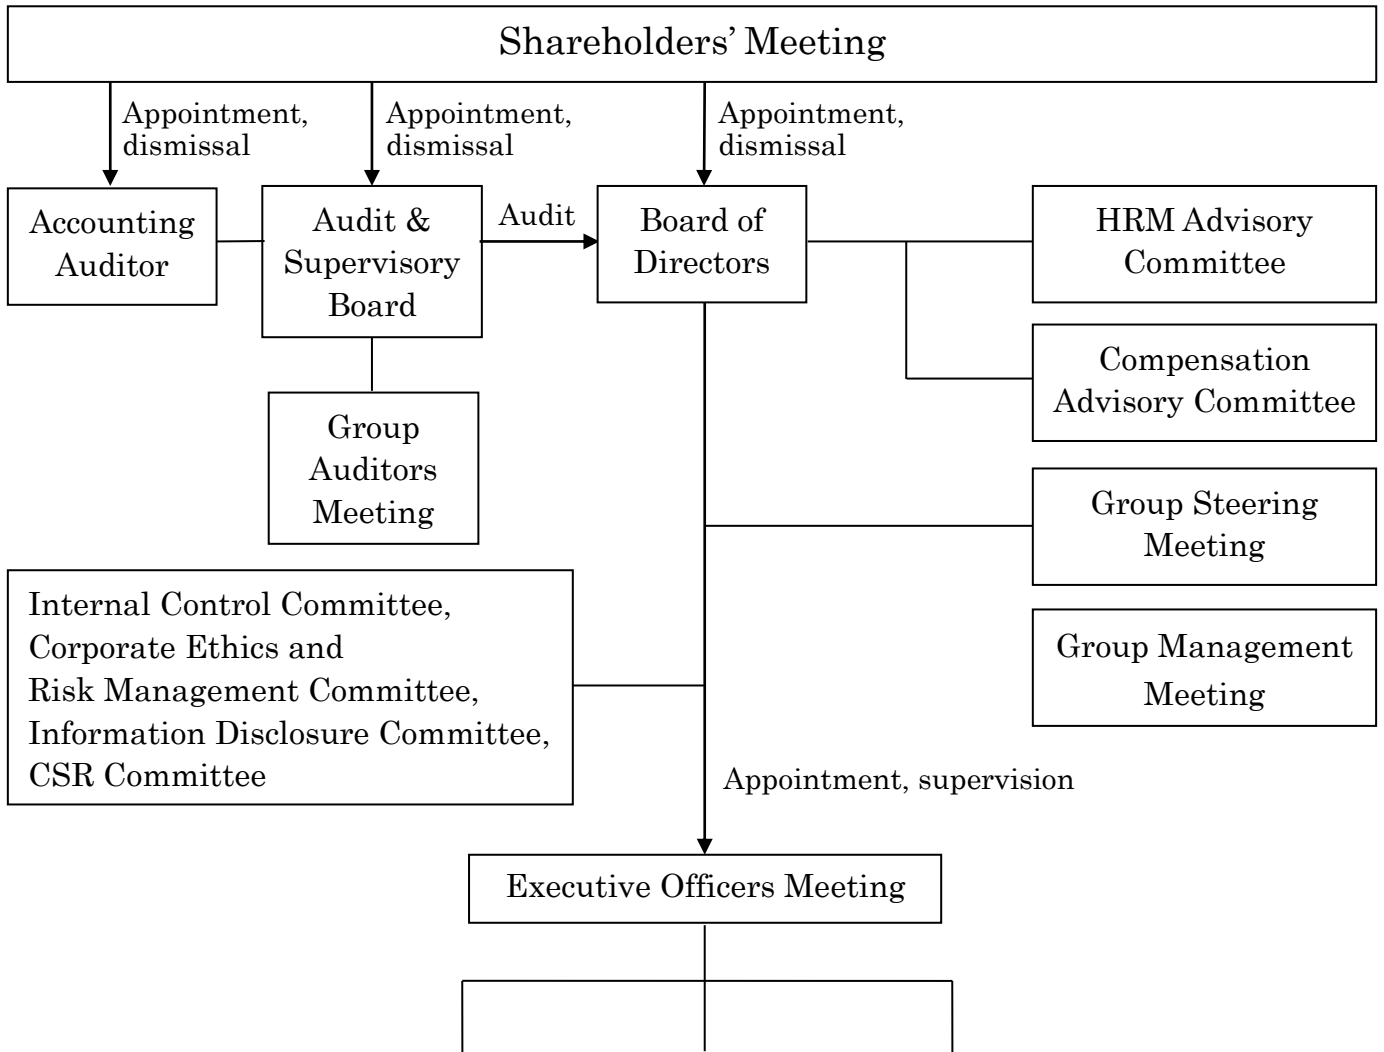 Shareholders’ Meeting
Appointment,
dismissal
Appointment,
dismissal
Appointment,
dismissal
Accounting
Auditor
Audit &
Supervisory
Board
Audit
Board of
Directors
HRM Advisory
Committee
Compensation
Advisory Committee
Group
Auditors
Meeting
Group Steering
Meeting
Internal Control Committee,
Corporate Ethics and
Risk Management Committee,
Information Disclosure Committee,
CSR Committee
Group Management
Meeting
Appointment, supervision
Executive Officers Meeting